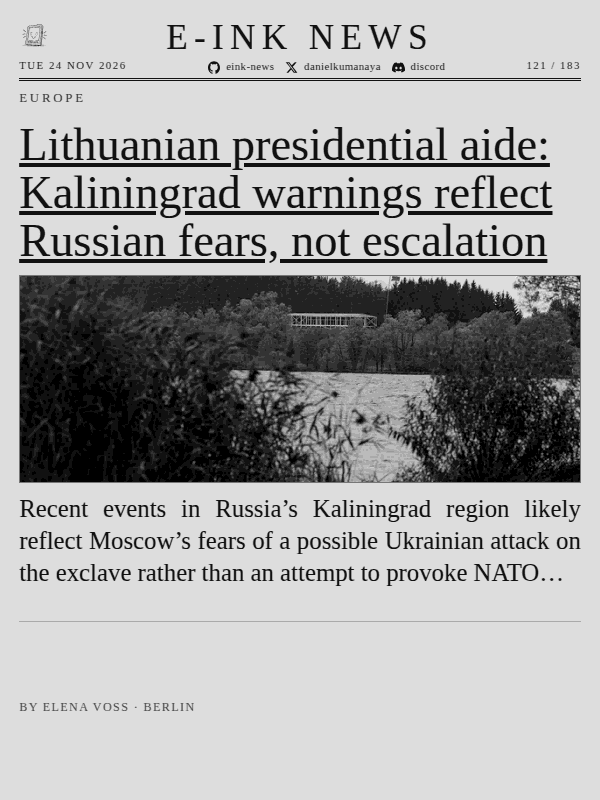 E-INK NEWS
TUE 24 NOV 2026
eink-news
danielkumanaya
discord
121 / 183
EUROPE
Lithuanian presidential aide:
Kaliningrad warnings reflect
Russian fears, not escalation
Recent events in Russia’s Kaliningrad region likely
reflect Moscow’s fears of a possible Ukrainian attack on
the exclave rather than an attempt to provoke NATO…
BY ELENA VOSS · BERLIN